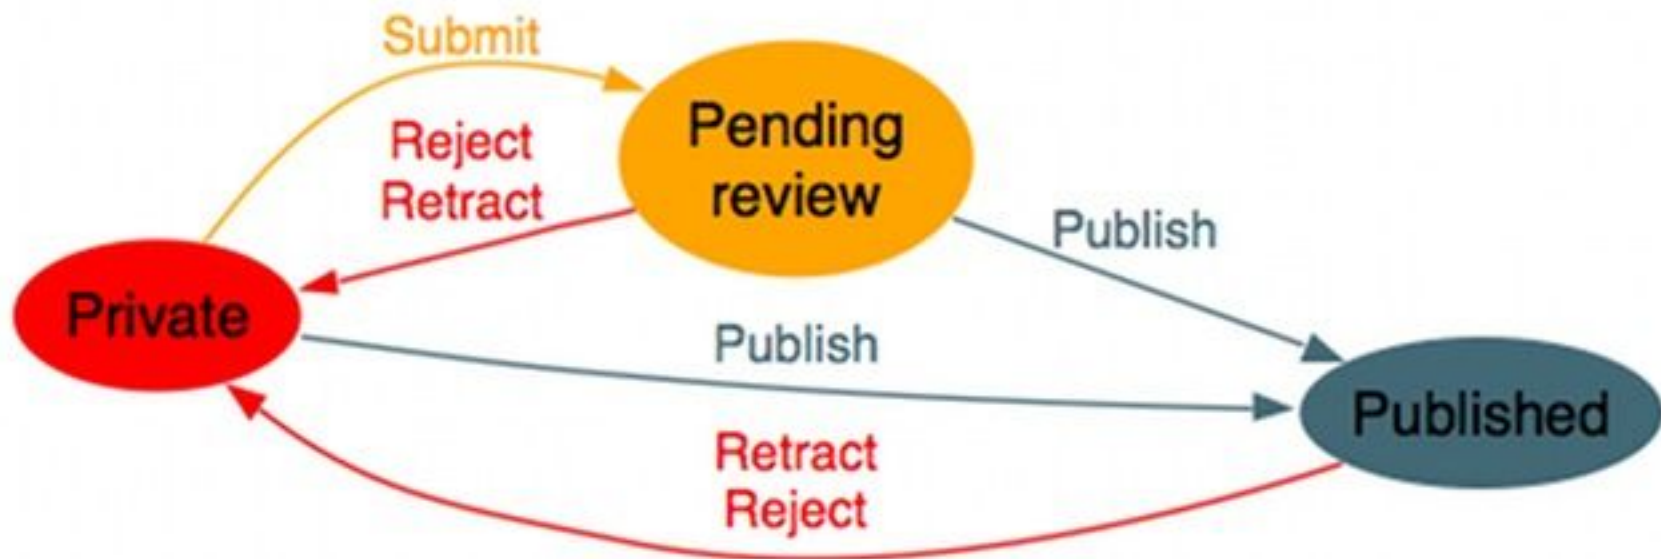 Submit
Pending
review
Reject
Retract
Publish
Private
Publish
Published
Retract
Reject